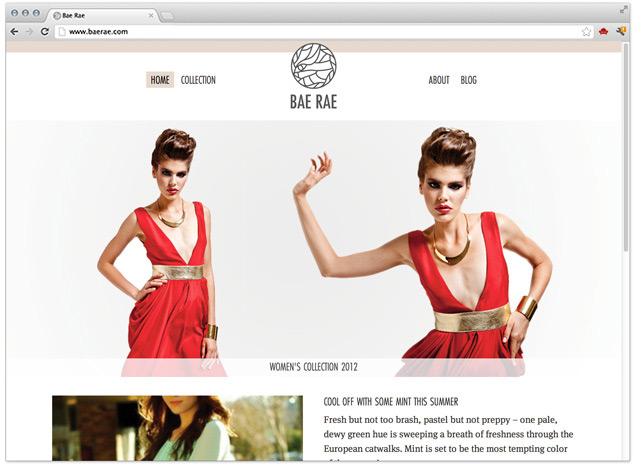 Bae Rae
www.baerae.com
HOME COLLECTION
BAE RAE
ABOUT BLOG
WOMEN'S COLLECTION 2012
COOL OFF WITH SOME MINT THIS SUMMER
Fresh but not too brash, pastel but not preppy – one pale,
dewy green hue is sweeping a breath of freshness through the
European catwalks. Mint is set to be the most tempting color